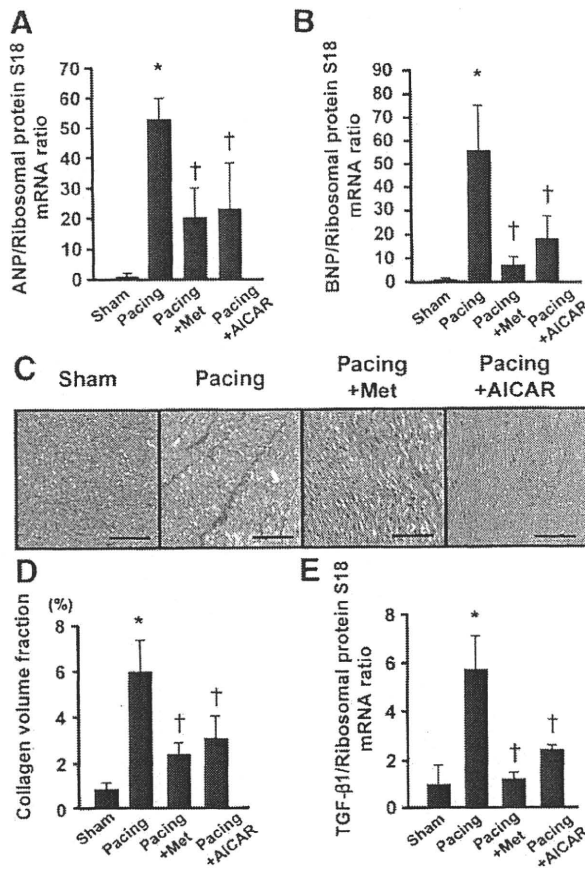 A
ANP/Ribosomal protein S18
mRNA ratio
70
60
50
40
30
20
10
0
*
†
†
Sham
Pacing
Pacing
+Met
Pacing
+AICAR
B
BNP/Ribosomal protein S18
mRNA ratio
90
80
70
60
50
40
30
20
10
0
*
†
†
Sham
Pacing
Pacing
+Met
Pacing
+AICAR
C
Sham
Pacing
Pacing
+Met
Pacing
+AICAR
D
(%)
Collagen volume fraction
8
6
4
2
0
*
†
†
Sham
Pacing
Pacing
+Met
Pacing
+AICAR
E
TGF-β1/Ribosomal protein S18
mRNA ratio
8
6
4
2
0
*
†
†
Sham
Pacing
Pacing
+Met
Pacing
+AICAR